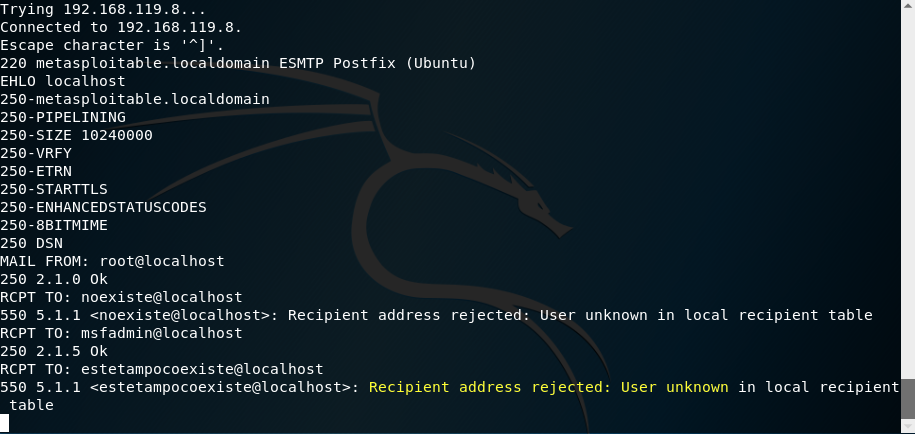 Trying 192.168.119.8...
Connected to 192.168.119.8.
Escape character is '^]'.
220 metasploitable.localdomain ESMTP Postfix (Ubuntu)
EHLO localhost
250-metasploitable.localdomain
250-PIPELINING
250-SIZE 10240000
250-VRFY
250-ETRN
250-STARTTLS
250-ENHANCEDSTATUSCODES
250-8BITMIME
250 DSN
MAIL FROM: root@localhost
250 2.1.0 Ok
RCPT TO: noexiste@localhost
550 5.1.1 <noexiste@localhost>: Recipient address rejected: User unknown in local recipient table
RCPT TO: msfadmin@localhost
250 2.1.5 Ok
RCPT TO: estetampocoexiste@localhost
550 5.1.1 <estetampocoexiste@localhost>: Recipient address rejected: User unknown in local recipient
 table